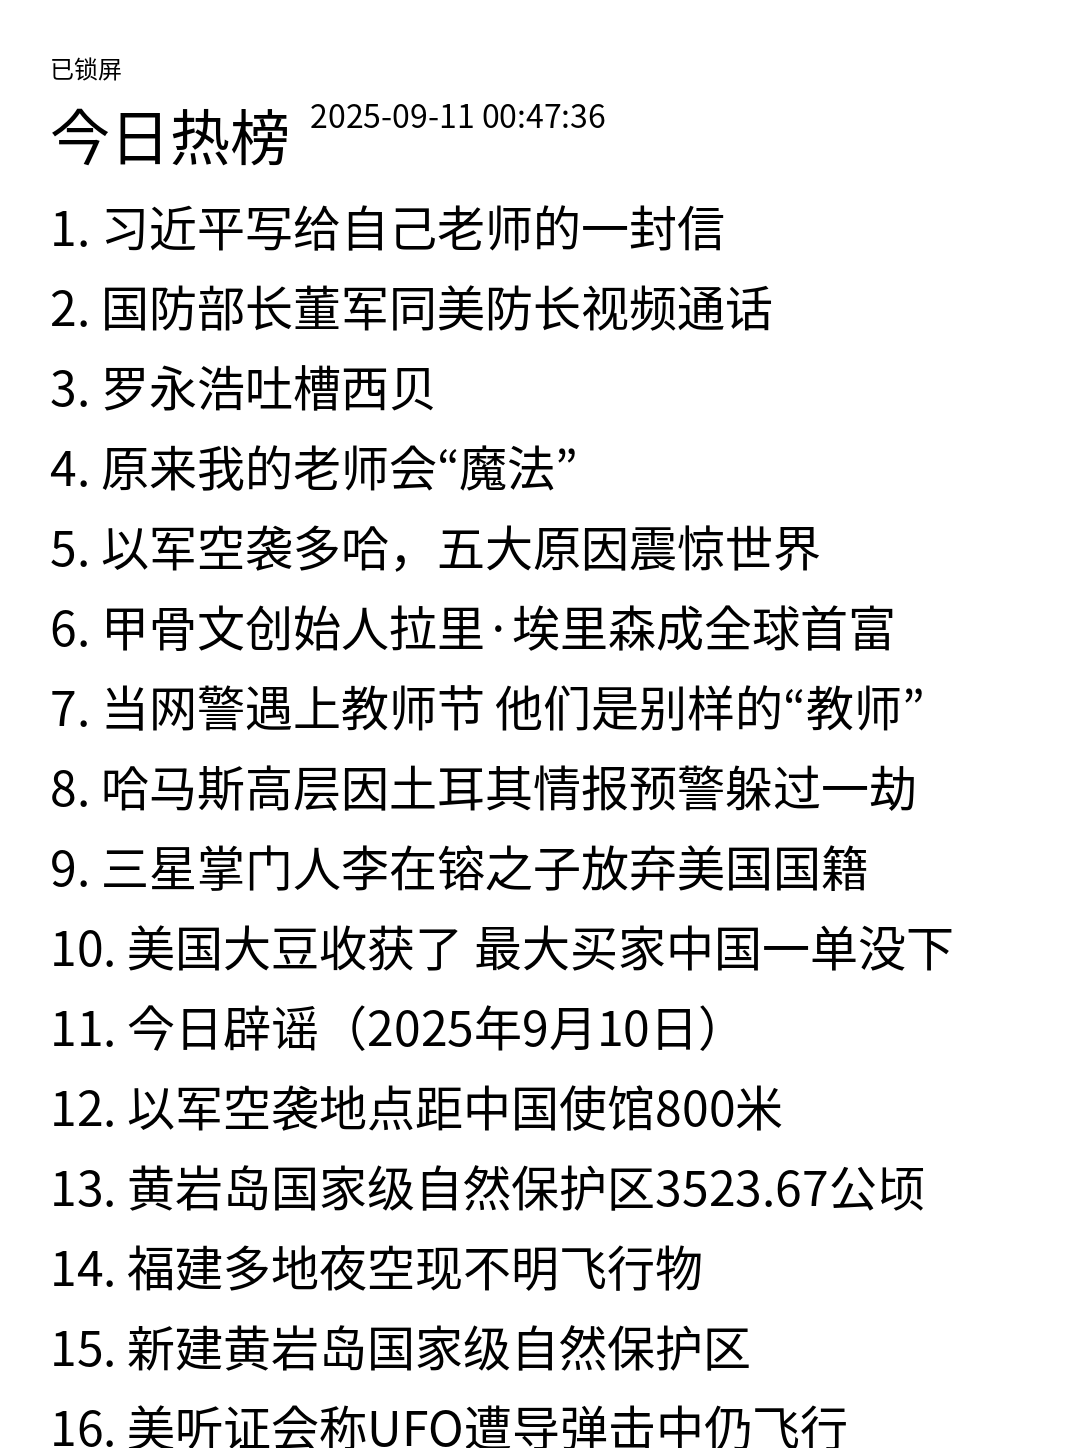 已锁屏
今日热榜 2025-09-11 00:47:36
1. 习近平写给自己老师的一封信
2. 国防部长董军同美防长视频通话
3. 罗永浩吐槽西贝
4. 原来我的老师会“魔法”
5. 以军空袭多哈，五大原因震惊世界
6. 甲骨文创始人拉里·埃里森成全球首富
7. 当网警遇上教师节 他们是别样的“教师”
8. 哈马斯高层因土耳其情报预警躲过一劫
9. 三星掌门人李在镕之子放弃美国国籍
10. 美国大豆收获了 最大买家中国一单没下
11. 今日辟谣（2025年9月10日）
12. 以军空袭地点距中国使馆800米
13. 黄岩岛国家级自然保护区3523.67公顷
14. 福建多地夜空现不明飞行物
15. 新建黄岩岛国家级自然保护区
16. 美听证会称UFO遭导弹击中仍飞行